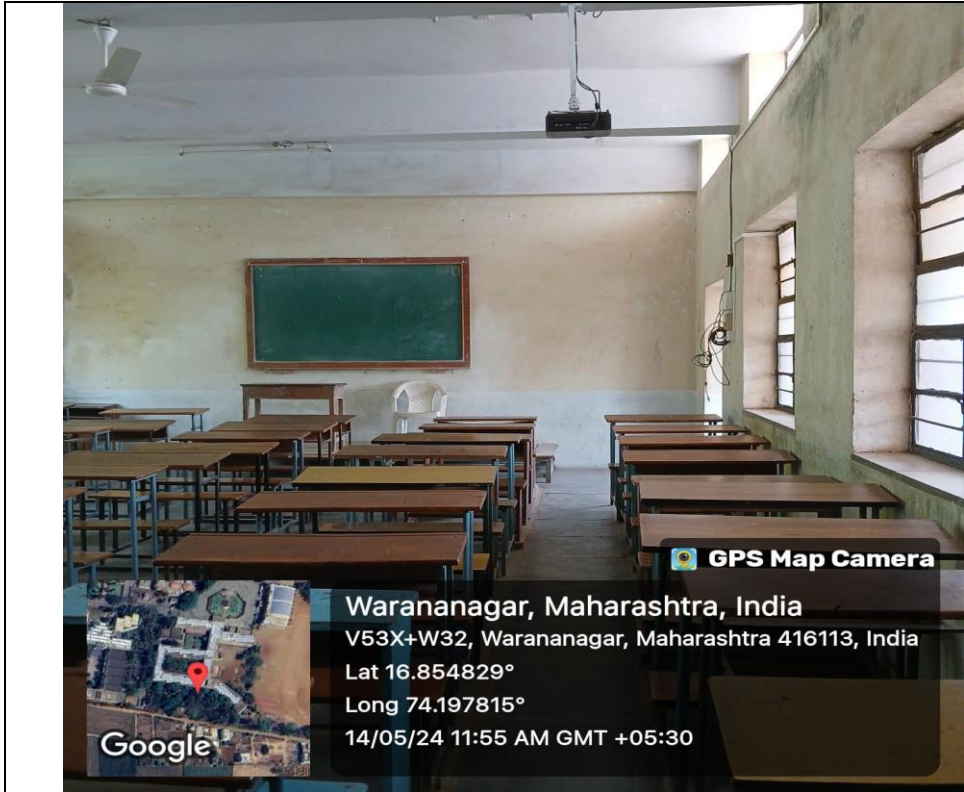 GPS Map Camera
Warananagar, Maharashtra, India
V53X+W32, Warananagar, Maharashtra 416113, India
Lat 16.854829°
Long 74.197815°
14/05/24 11:55 AM GMT +05:30
Google